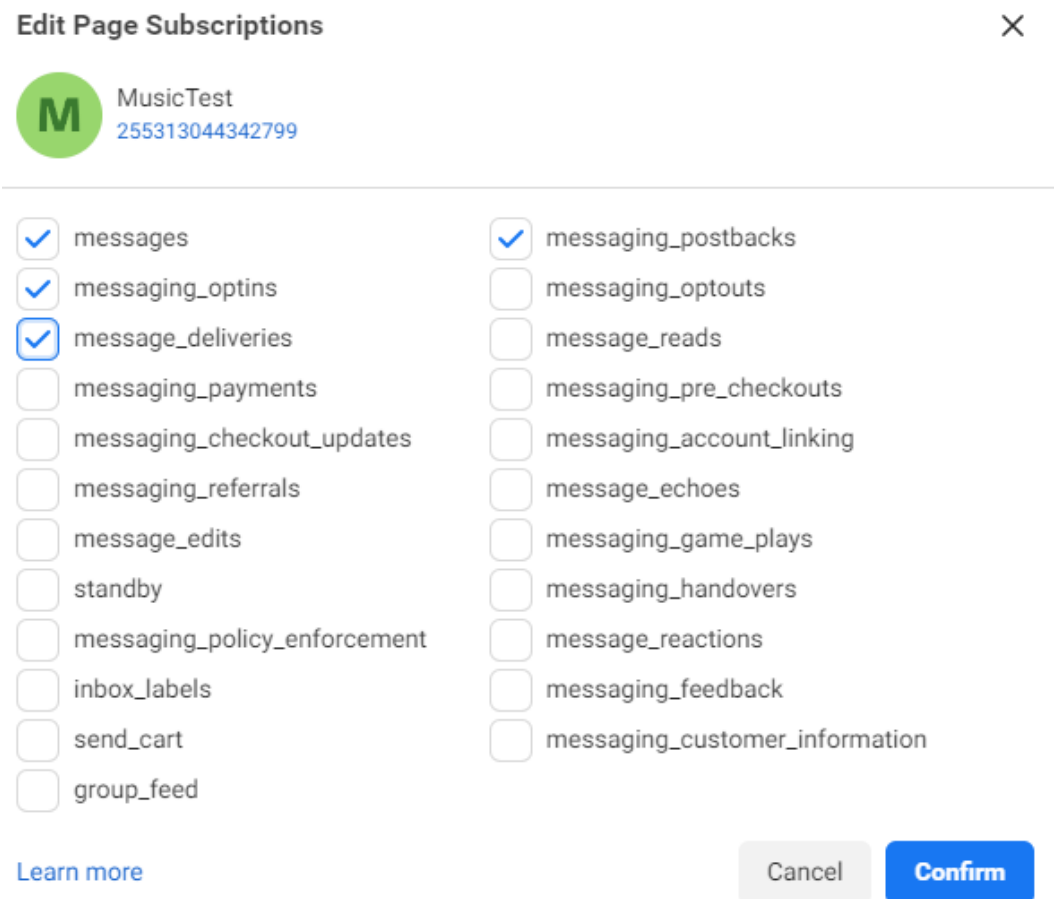 Edit Page Subscriptions
M
MusicTest
255313044342799
messages
messaging_postbacks
messaging_optins
messaging_optouts
message_deliveries
message_reads
messaging_payments
messaging_pre_checkouts
messaging_checkout_updates
messaging_account_linking
messaging_referrals
message_echoes
message_edits
messaging_game_plays
standby
messaging_handovers
messaging_policy_enforcement
message_reactions
inbox_labels
messaging_feedback
send_cart
messaging_customer_information
group_feed
Learn more
Cancel
Confirm